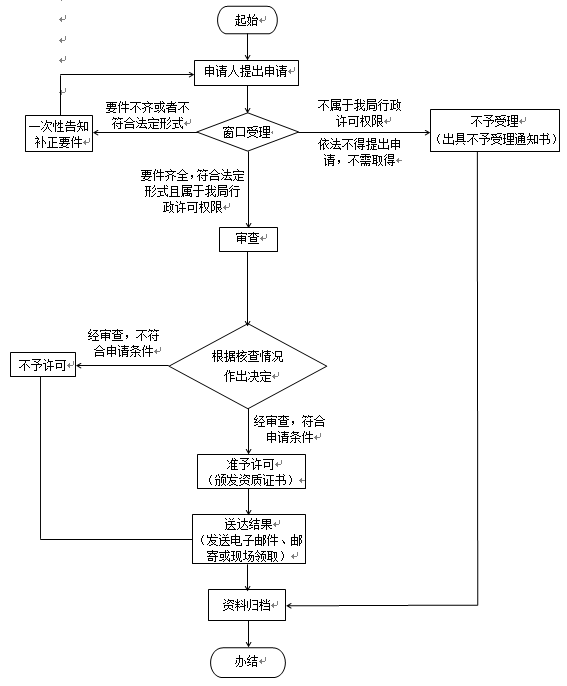 起始
申请人提出申请
要件不齐或者不
符合法定形式
一次性告知
补正要件
窗口受理
不属于我局行政
许可权限
依法不得提出申
请，不需取得
不予受理
（出具不予受理通知书）
要件齐全，符合法定
形式且属于我局行
政许可权限
审查
经审查，不符
合申请条件
不予许可
根据核查情况
作出决定
经审查，符合
申请条件
准予许可
（颁发资质证书）
送达结果
（发送电子邮件、邮
寄或现场领取）
资料归档
办结